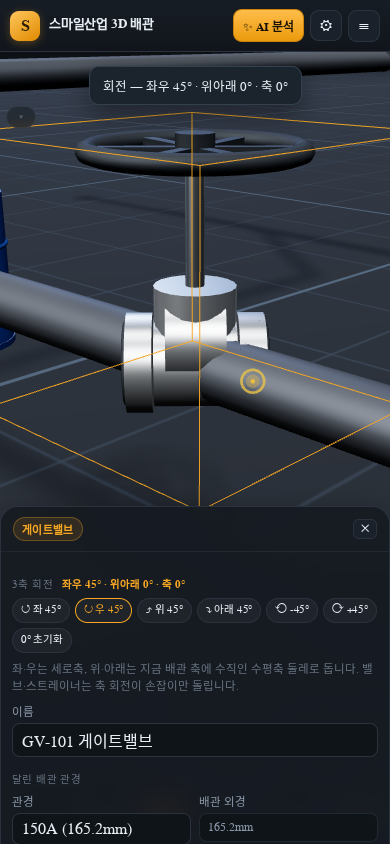 S 스마일산업 3D 배관 ✨ AI 분석 ⚙ ≡
회전 — 좌우 45° · 위아래 0° · 축 0°
게이트밸브 ✕
3축 회전 좌우 45° · 위아래 0° · 축 0°
↺ 좌 45° ↻ 우 45° ⤴ 위 45° ⤵ 아래 45° ⟲ -45° ⟳ +45°
0° 초기화
좌·우는 세로축, 위·아래는 지금 배관 축에 수직인 수평축 둘레로 돕니다. 밸
브·스트레이너는 축 회전이 손잡이만 돌립니다.
이름
GV-101 게이트밸브
달린 배관 관경
관경 배관 외경
150A (165.2mm) 165.2mm